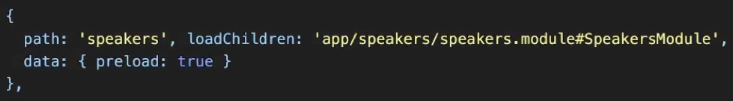 {
  path: 'speakers', loadChildren: 'app/speakers/speakers.module#SpeakersModule',
  data: { preload: true }
},